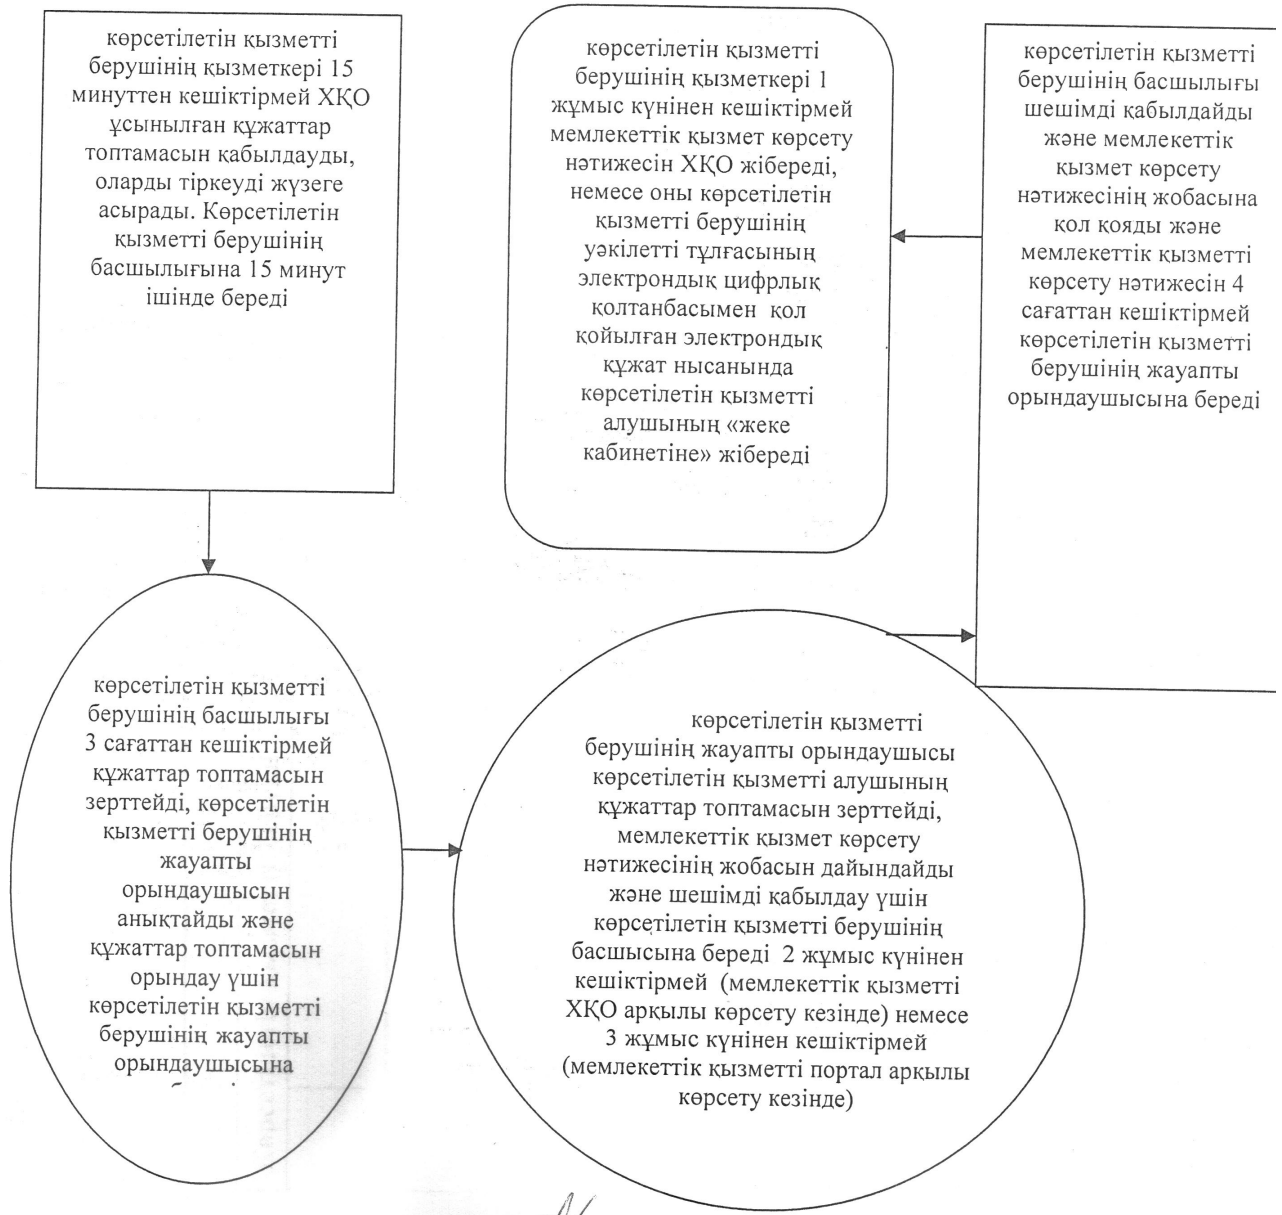 көрсетілетін қызметті
берушінің қызметкері 15
минуттен кешіктірмей ХҚО
ұсынылған құжаттар
топтамасын қабылдауды,
оларды тіркеуді жүзеге
асырады. Көрсетілетін
қызметті берушінің
басшылығына 15 минут
ішінде береді
көрсетілетін қызметті
берушінің басшылығы
3 сағаттан кешіктірмей
құжаттар топтамасын
зерттейді, көрсетілетін
қызметті берушінің
жауапты
орындаушысын
анықтайды және
құжаттар топтамасын
орындау үшін
көрсетілетін қызметті
берушінің жауапты
орындаушысына
көрсетілетін қызметті
берушінің жауапты орындаушысы
көрсетілетін қызметті алушының
құжаттар топтамасын зерттейді,
мемлекеттік қызмет көрсету
нәтижесінің жобасын дайындайды
және шешімді қабылдау үшін
көрсетілетін қызметті берушінің
басшысына береді 2 жұмыс күнінен
кешіктірмей (мемлекеттік қызметті
ХҚО арқылы көрсету кезінде) немесе
3 жұмыс күнінен кешіктірмей
(мемлекеттік қызметті портал арқылы
көрсету кезінде)
көрсетілетін қызметті
берушінің басшылығы
шешімді қабылдайды
және мемлекеттік
қызмет көрсету
нәтижесінің жобасына
қол қояды және
мемлекеттік қызметті
көрсету нәтижесін 4
сағаттан кешіктірмей
көрсетілетін қызметті
берушінің жауапты
орындаушысына береді
көрсетілетін қызметті
берушінің қызметкері 1
жұмыс күнінен кешіктірмей
мемлекеттік қызмет көрсету
нәтижесін ХҚО жібереді,
немесе оны көрсетілетін
қызметті берушінің
уәкілетті тұлғасының
электрондық цифрлық
қолтанбасымен қол
қойылған электрондық
құжат нысанында
көрсетілетін қызметті
алушының «жеке
кабинетіне» жібереді